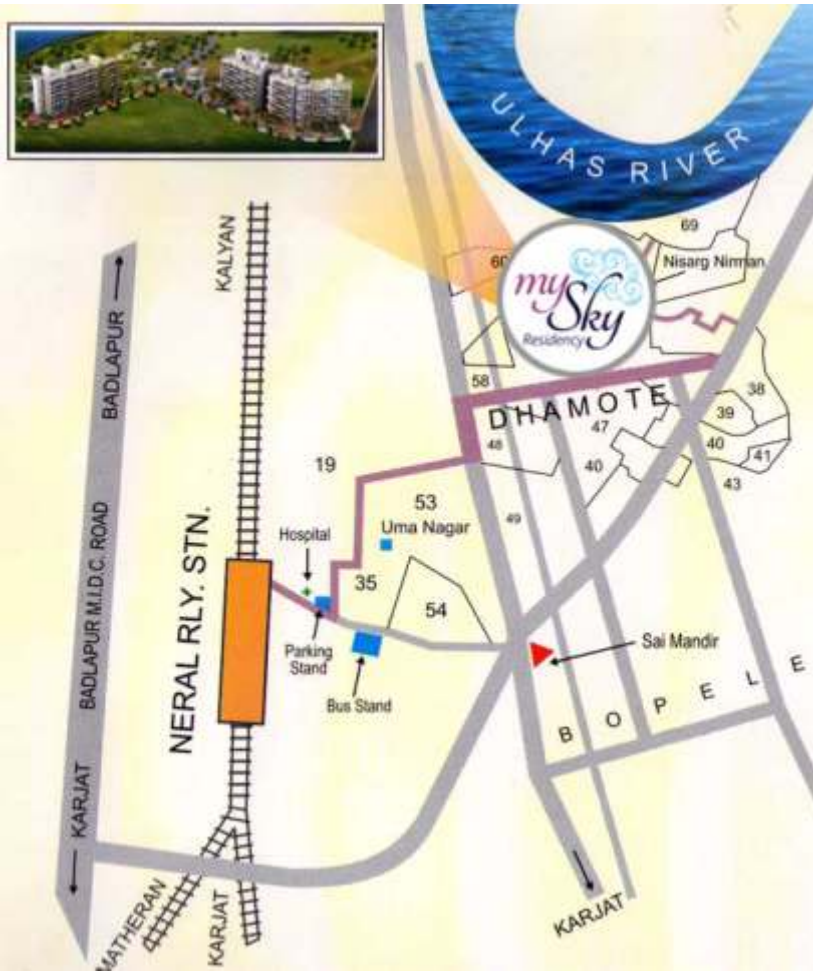 ULHAS RIVER
69
60
Nisarg Nirman
my
Sky
Residency
KALYAN
BADLAPUR
58
DHAMOTE
38
39
47
48
40
40
41
43
19
53
Uma Nagar
49
Hospital
35
54
NERAL RLY. STN.
BADLAPUR M.I.D.C. ROAD
Parking
Stand
Bus Stand
Sai Mandir
BOPELE
KARJAT
MATHERAN
KARJAT
KARJAT